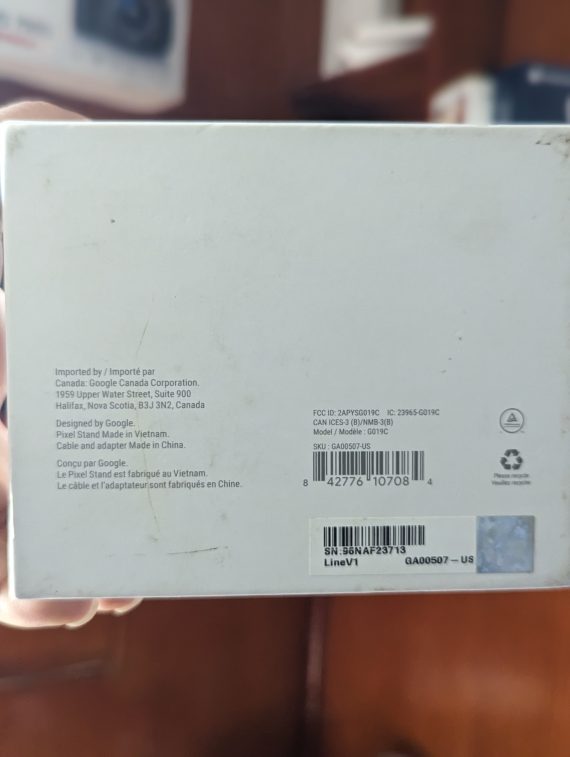 Imported by / Importé par
Canada: Google Canada Corporation.
1959 Upper Water Street, Suite 900
Halifax, Nova Scotia, B3J 3N2, Canada
Designed by Google.
Pixel Stand Made in Vietnam.
Cable and adapter Made in China.
Conçu par Google.
Le Pixel Stand est fabriqué au Vietnam.
Le câble et l'adaptateur sont fabriqués en Chine.
FCC ID: 2APYSG019C IC: 23965-G019C
CAN ICES-3 (B)/NMB-3(B)
Model / Modèle : G019C
SKU : GA00507-US
8 42776 10708 4
Please recycle
Veuillez recycler
SN:96NAF23713
LineV1 GA00507-US